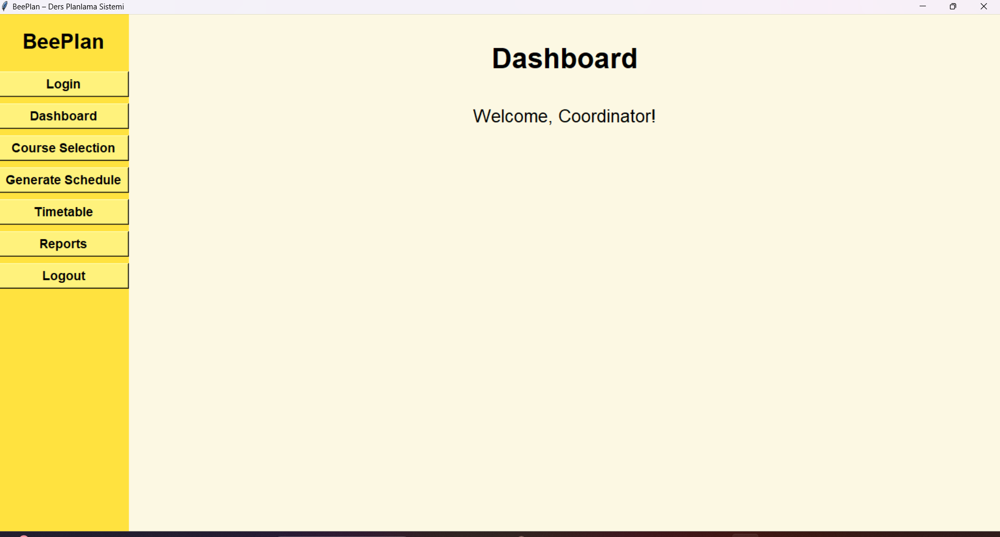 BeePlan – Ders Planlama Sistemi
BeePlan
Login
Dashboard
Course Selection
Generate Schedule
Timetable
Reports
Logout
Dashboard
Welcome, Coordinator!